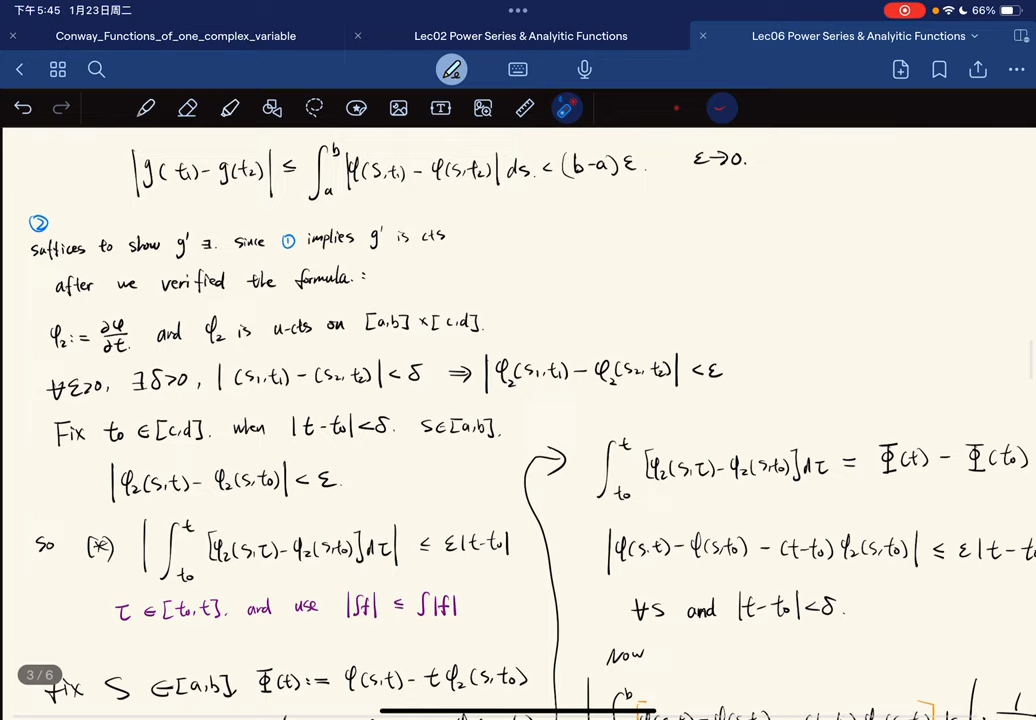 下午5:45 1月23日周二
66%
Conway_Functions_of_one_complex_variable
Lec02 Power Series & Analyitic Functions
Lec06 Power Series & Analyitic Functions
|g(t₁) - g(t₂)| ≤ ∫ₐᵇ |φ(s,t₁) - φ(s,t₂)| ds < (b-a)ε. ε→0.
②
suffices to show g' ∃. since ① implies g' is cts
after we verified the formula.:
φ₂ := ∂φ/∂t. and φ₂ is u-cts on [a,b]×[c,d].
∀ε>0, ∃δ>0, |(s₁,t₁) - (s₂,t₂)| < δ ⇒ |φ₂(s₁,t₁) - φ₂(s₂,t₂)| < ε
Fix t₀ ∈ [c,d]. when |t-t₀| < δ. s∈[a,b].
|φ₂(s,t) - φ₂(s,t₀)| < ε.
so (*) |∫_{t₀}^{t} [φ₂(s,τ) - φ₂(s,t₀)] dτ| ≤ ε|t-t₀|
τ ∈ [t₀,t]. and use |∫f| ≤ ∫|f|
Fix s ∈ [a,b], Φ(t) := φ(s,t) - tφ₂(s,t₀)
3 / 6
∫_{t₀}^{t} [φ₂(s,τ) - φ₂(s,t₀)] dτ = Φ(t) - Φ(t₀)
|φ(s,t) - φ(s,t₀) - (t-t₀)φ₂(s,t₀)| ≤ ε|t-t₀
∀s and |t-t₀| < δ.
Now